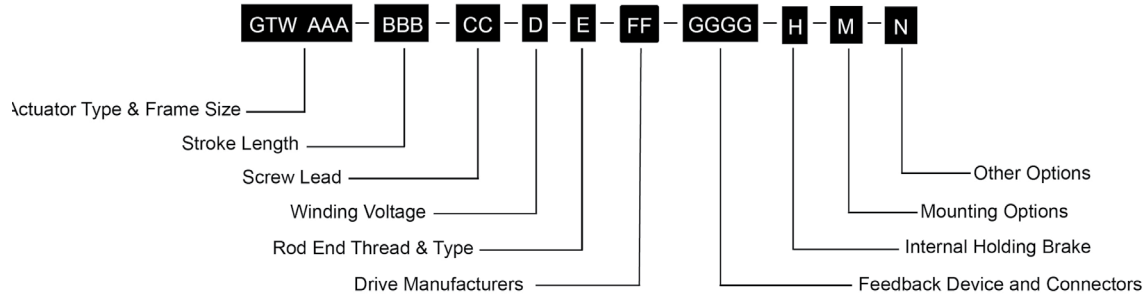 GTW AAA - BBB - CC - D - E - FF - GGGG - H - M - N
Actuator Type & Frame Size
Stroke Length
Screw Lead
Other Options
Winding Voltage
Mounting Options
Rod End Thread & Type
Internal Holding Brake
Drive Manufacturers
Feedback Device and Connectors